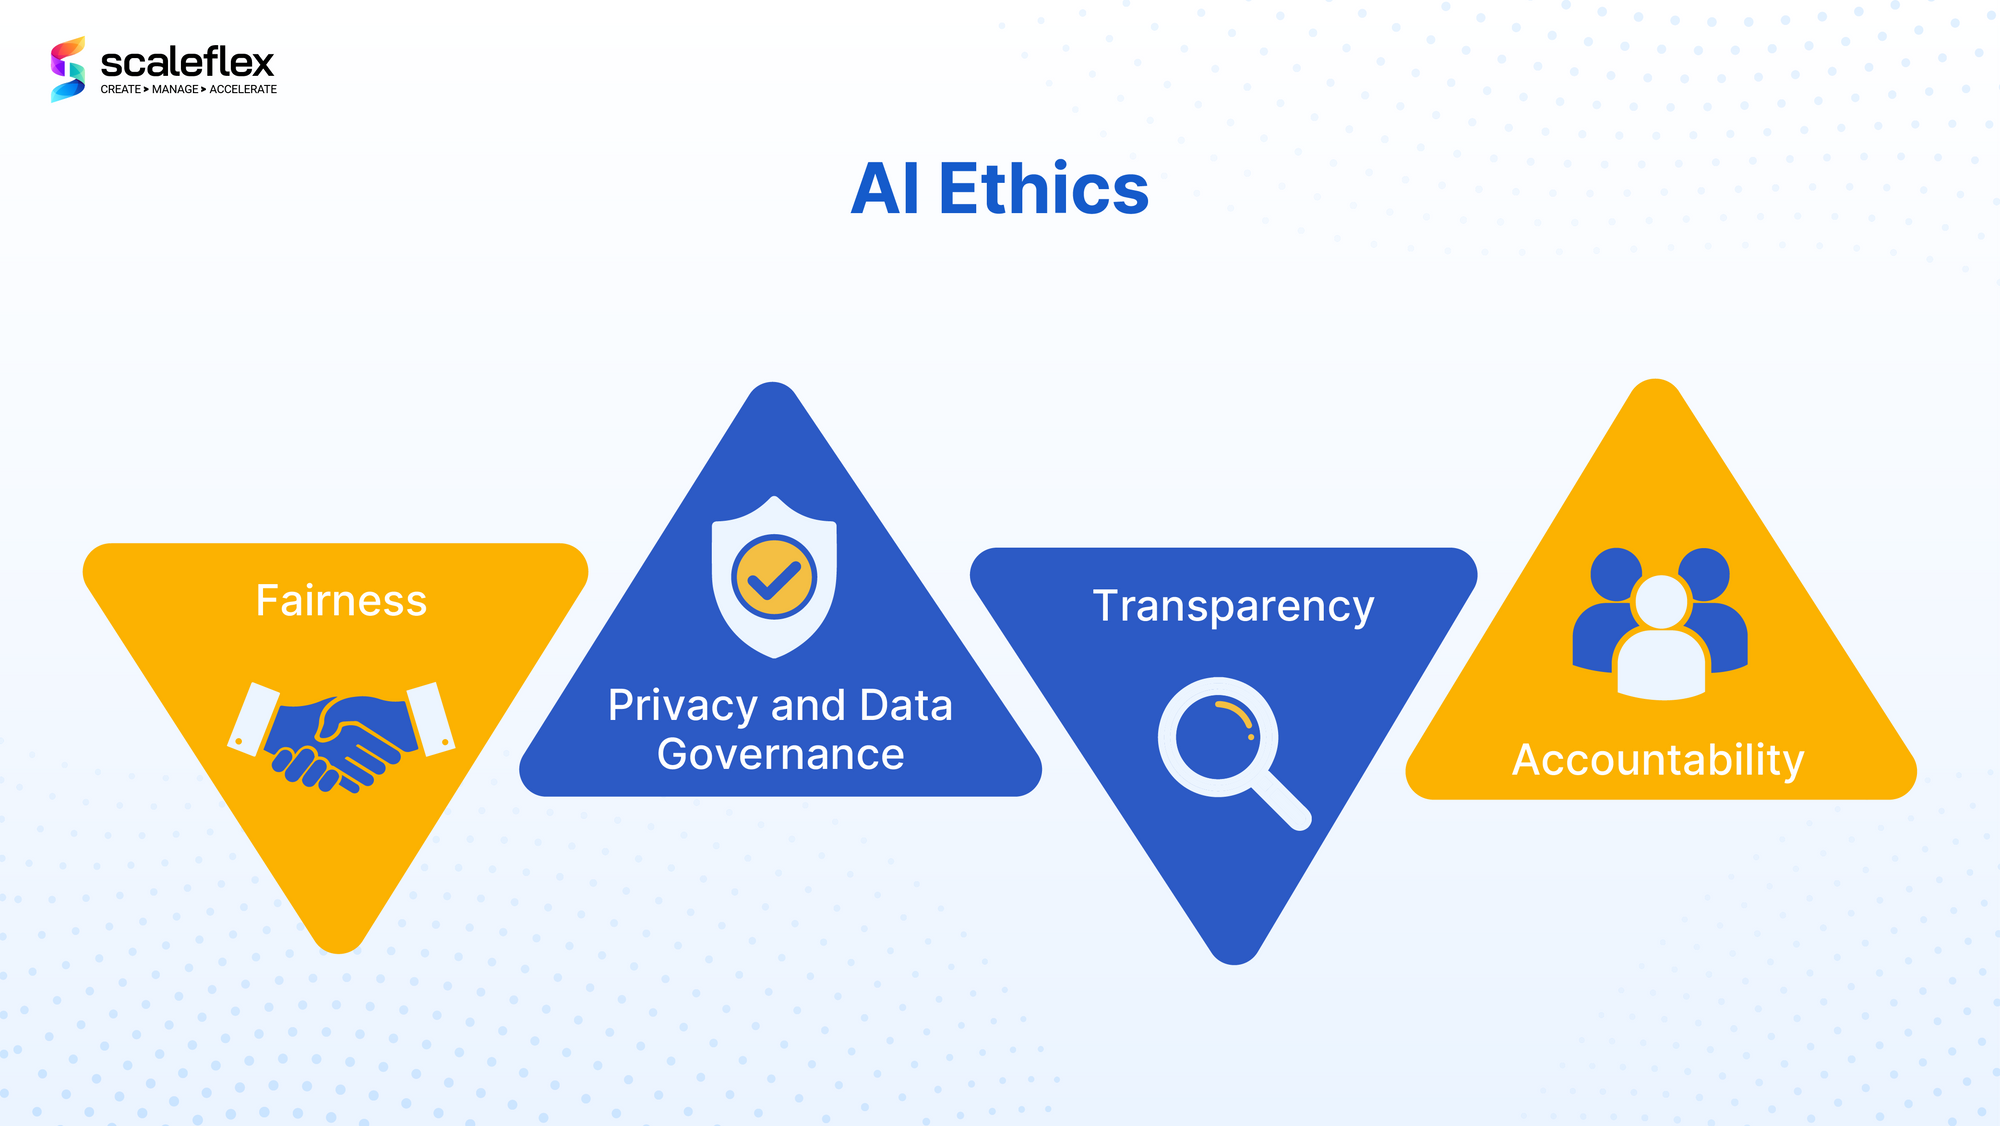 scaleflex
CREATE ➤ MANAGE ➤ ACCELERATE
AI Ethics
Fairness
Privacy and Data
Governance
Transparency
Accountability